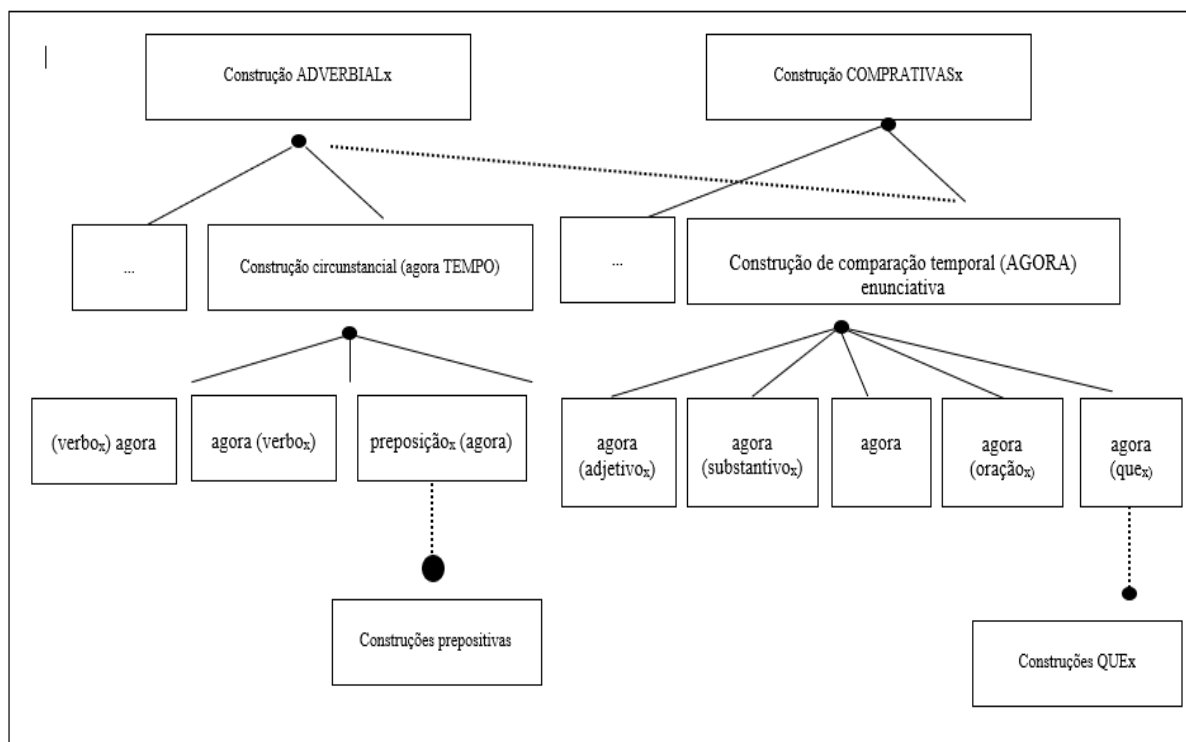 Construção ADVERBIALx
Construção COMPRATIVASx
...
Construção circunstancial (agora TEMPO)
...
Construção de comparação temporal (AGORA)
enunciativa
(verboₓ) agora
agora (verboₓ)
preposiçãoₓ (agora)
agora
(adjetivoₓ)
agora
(substantivoₓ)
agora
agora
(oraçãoₓ)
agora
(queₓ)
Construções prepositivas
Construções QUEx